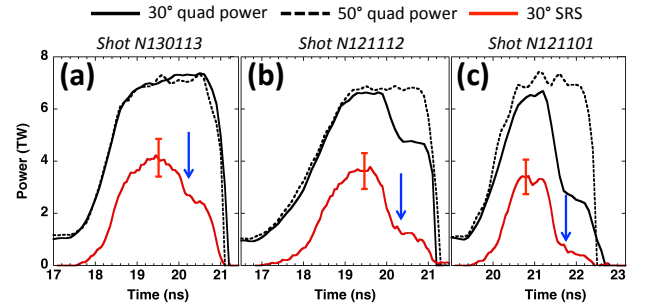 30° quad power 50° quad power 30° SRS
Shot N130113 Shot N121112 Shot N121101
(a) (b) (c)
8
6
4
2
0
Power (TW)
17 18 19 20 21 17 18 19 20 21 20 21 22 23
Time (ns) Time (ns) Time (ns)